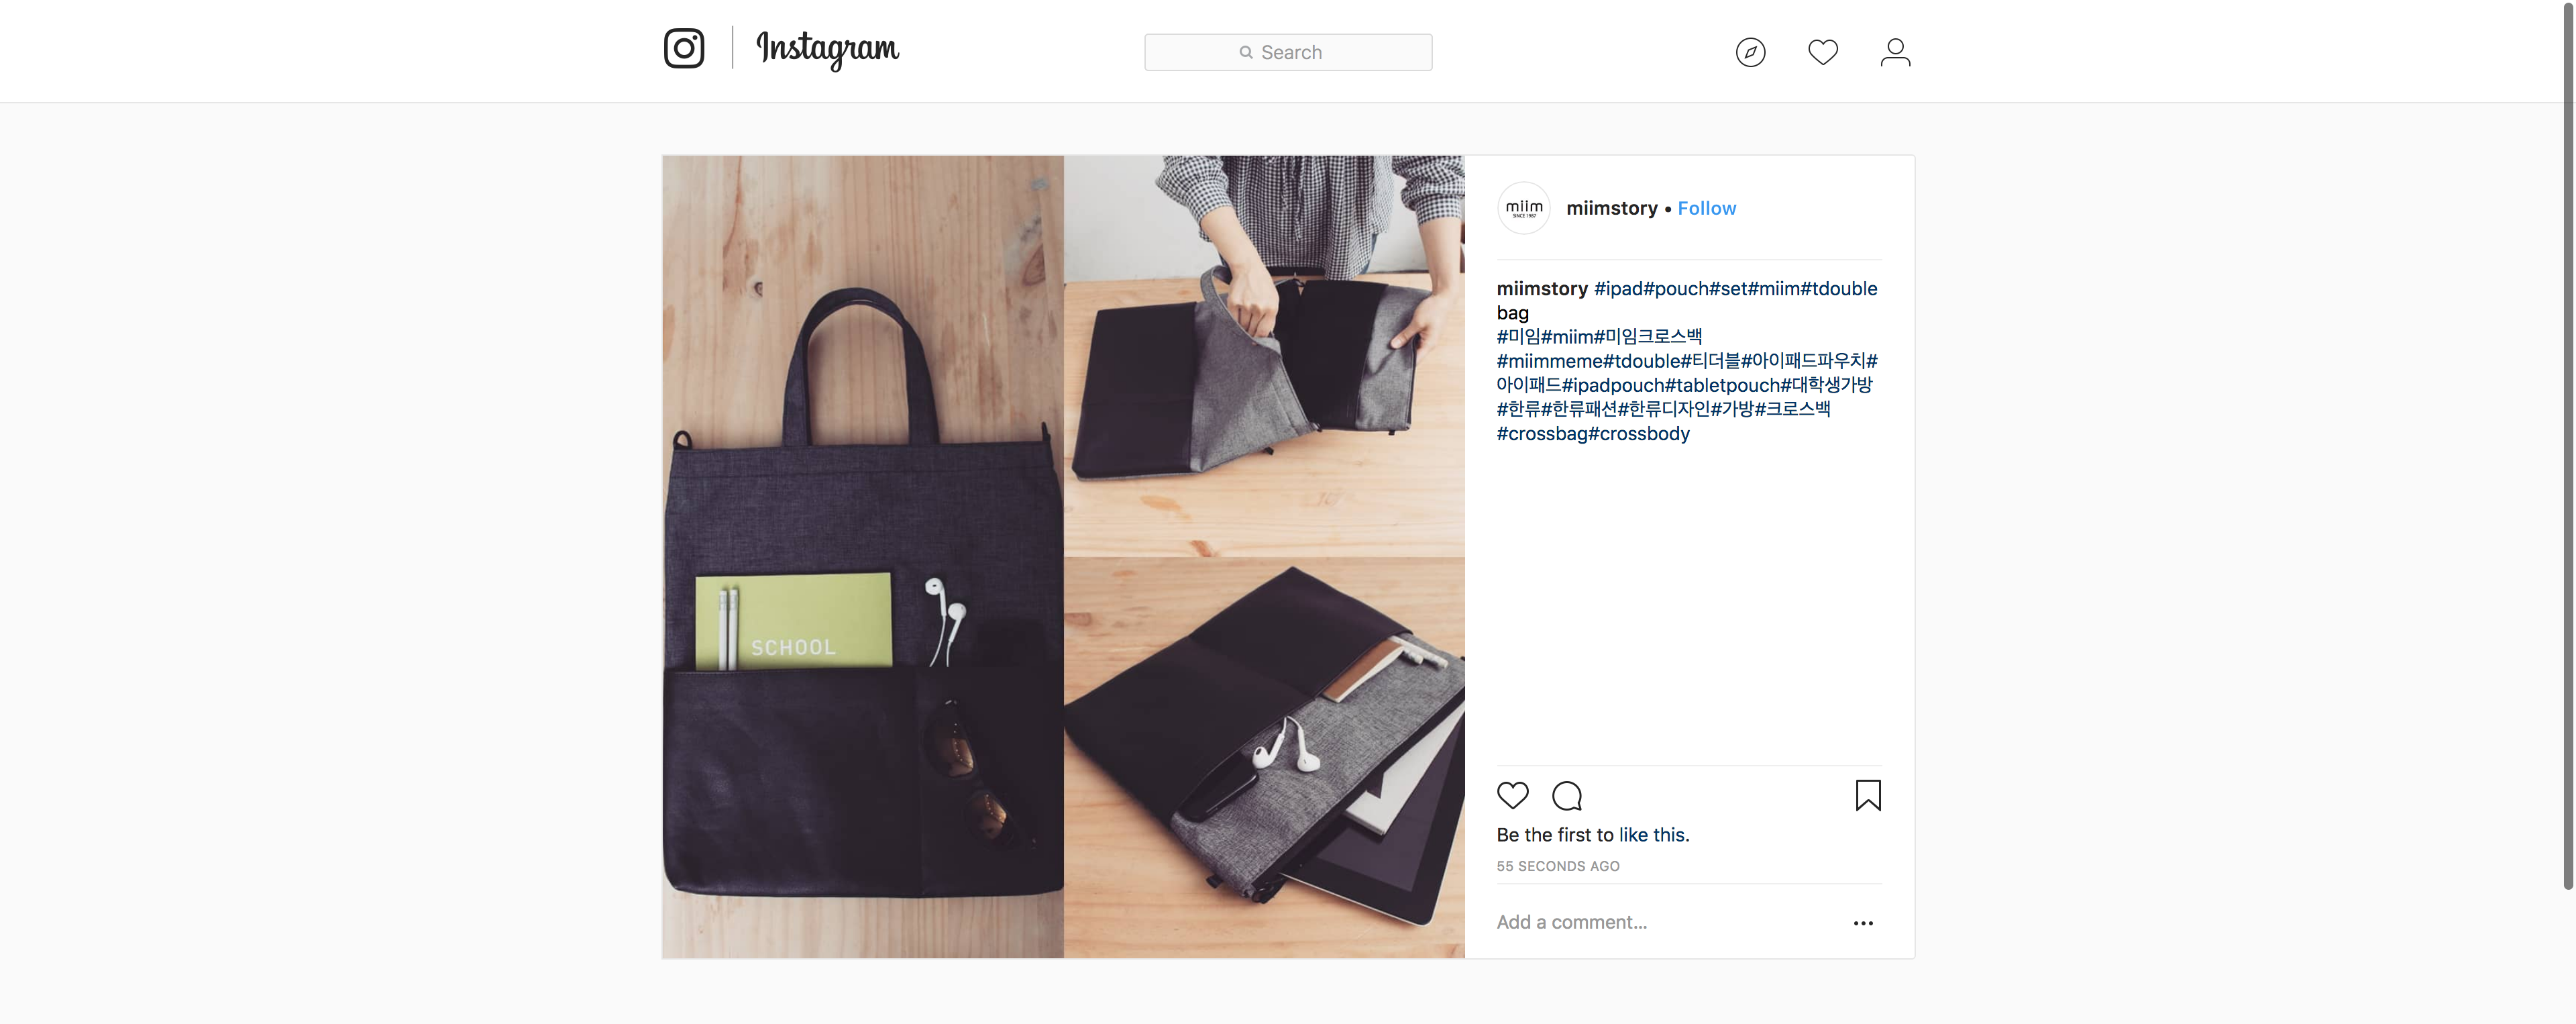 Instagram
Search
SCHOOL
miim
SINCE 1987
miimstory • Follow
miimstory #ipad#pouch#set#miim#tdouble
bag
#미임#miim#미임크로스백
#miimmeme#tdouble#티더블#아이패드파우치#
아이패드#ipadpouch#tabletpouch#대학생가방
#한류#한류패션#한류디자인#가방#크로스백
#crossbag#crossbody
Be the first to like this.
55 SECONDS AGO
Add a comment...